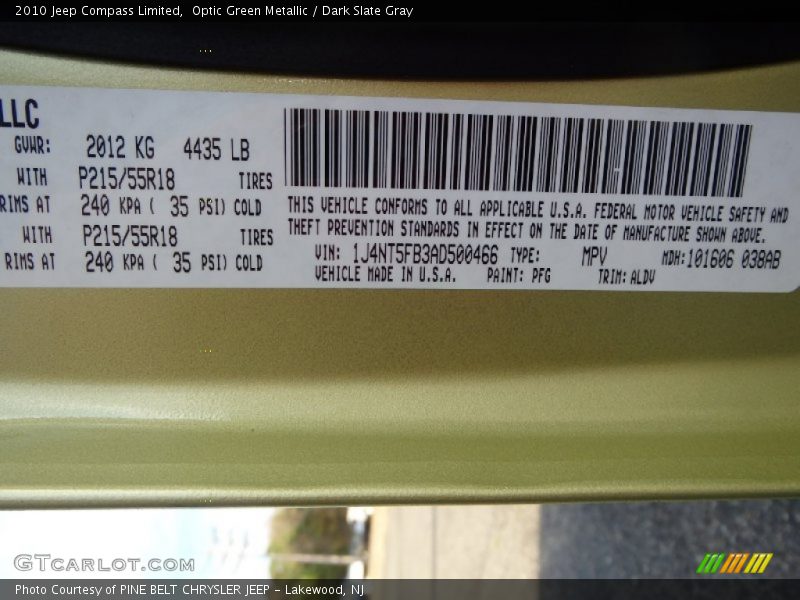 2010 Jeep Compass Limited,  Optic Green Metallic / Dark Slate Gray
LLC
GVWR: 2012 KG 4435 LB
WITH P215/55R18 TIRES
RIMS AT 240 KPA ( 35 PSI) COLD
WITH P215/55R18 TIRES
RIMS AT 240 KPA ( 35 PSI) COLD
THIS VEHICLE CONFORMS TO ALL APPLICABLE U.S.A. FEDERAL MOTOR VEHICLE SAFETY AND
THEFT PREVENTION STANDARDS IN EFFECT ON THE DATE OF MANUFACTURE SHOWN ABOVE.
VIN: 1J4NT5FB3AD500466 TYPE: MPV MDH:101606 038AB
VEHICLE MADE IN U.S.A. PAINT: PFG TRIM: ALDV
GTcarlot.com
Photo Courtesy of PINE BELT CHRYSLER JEEP - Lakewood, NJ